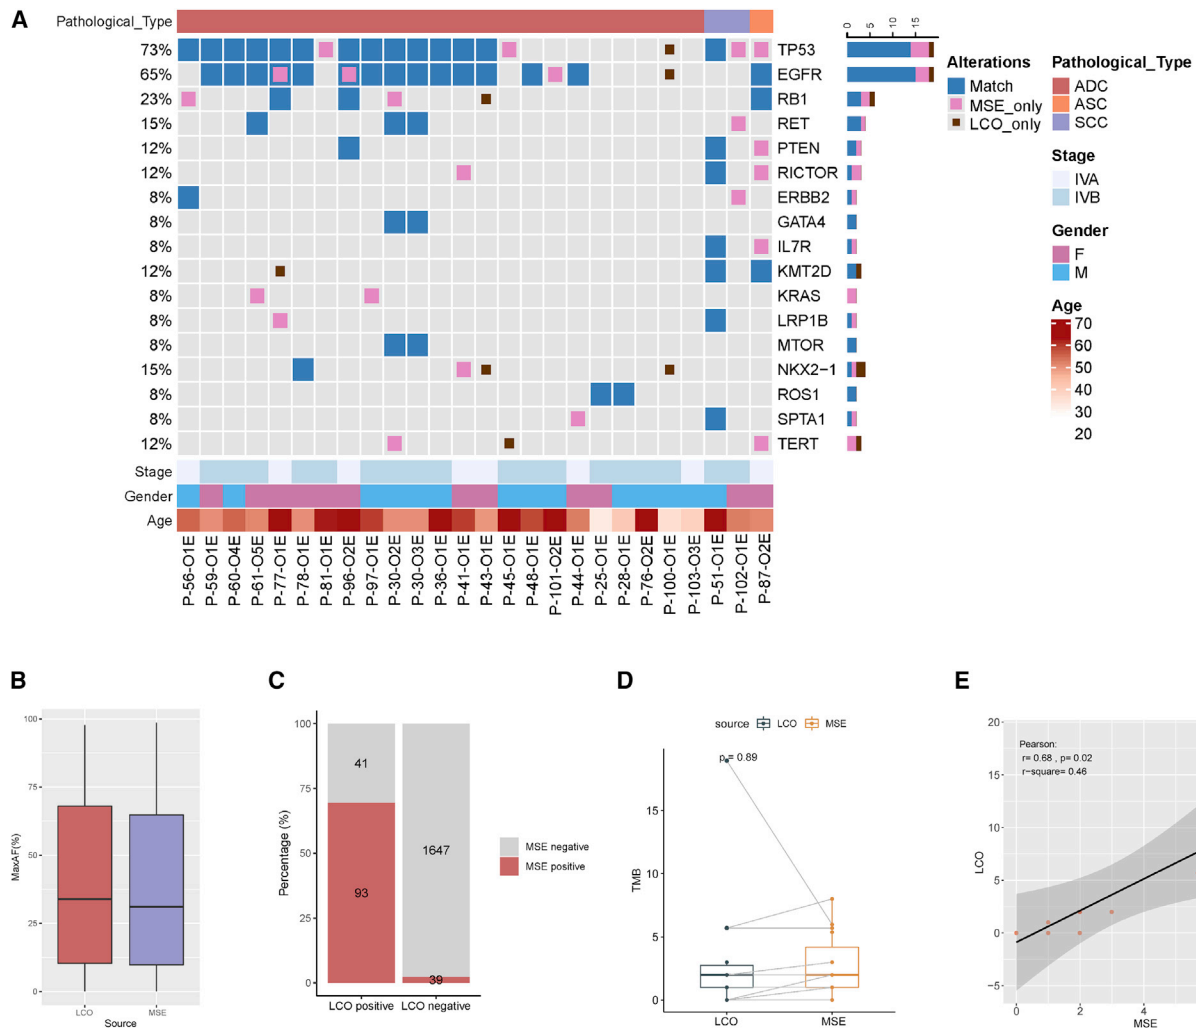 A
Pathological_Type
0 5 10 15
73% TP53
65% EGFR
23% RB1
15% RET
12% PTEN
12% RICTOR
8% ERBB2
8% GATA4
8% IL7R
12% KMT2D
8% KRAS
8% LRP1B
8% MTOR
15% NKX2−1
8% ROS1
8% SPTA1
12% TERT
Alterations
Match
MSE_only
LCO_only
Pathological_Type
ADC
ASC
SCC
Stage
IVA
IVB
Gender
F
M
Age
70
60
50
40
30
20
Stage
Gender
Age
P-56-O1E
P-59-O1E
P-60-O4E
P-61-O5E
P-77-O1E
P-78-O1E
P-81-O1E
P-96-O2E
P-97-O1E
P-30-O2E
P-30-O3E
P-36-O1E
P-41-O1E
P-43-O1E
P-45-O1E
P-48-O1E
P-101-O2E
P-44-O1E
P-25-O1E
P-28-O1E
P-76-O2E
P-100-O1E
P-103-O3E
P-51-O1E
P-102-O1E
P-87-O2E
B
100
75
50
25
0
MaxAF(%)
LCO MSE
Source
C
100
75
50
25
0
Percentage (%)
41
93
1647
39
LCO positive LCO negative
MSE negative
MSE positive
D
source LCO MSE
p = 0.89
15
10
5
0
TMB
LCO MSE
E
20
15
10
5
0
−5
LCO
Pearson:
r= 0.68 , p= 0.02
r−square= 0.46
0 2 4
MSE